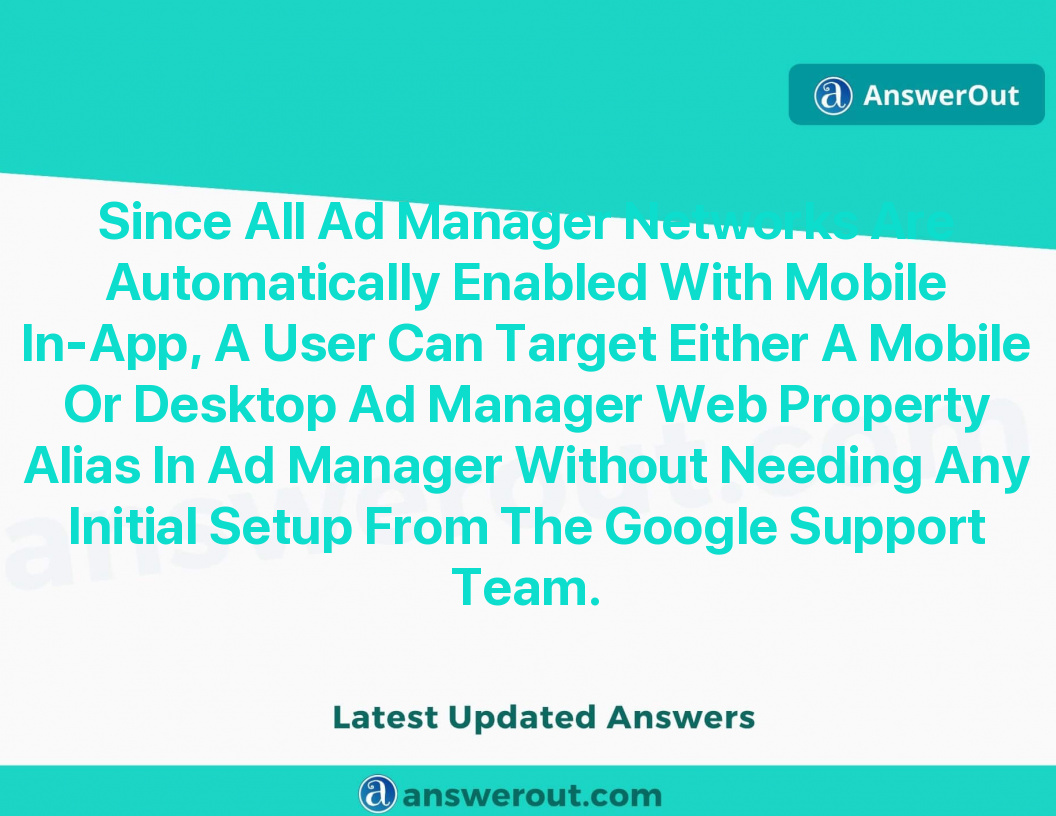 AnswerOut
Since All Ad Manager Networks Are
Automatically Enabled With Mobile
In-App, A User Can Target Either A Mobile
Or Desktop Ad Manager Web Property
Alias In Ad Manager Without Needing Any
Initial Setup From The Google Support
Team.
answerout.com
Latest Updated Answers
answerout.com